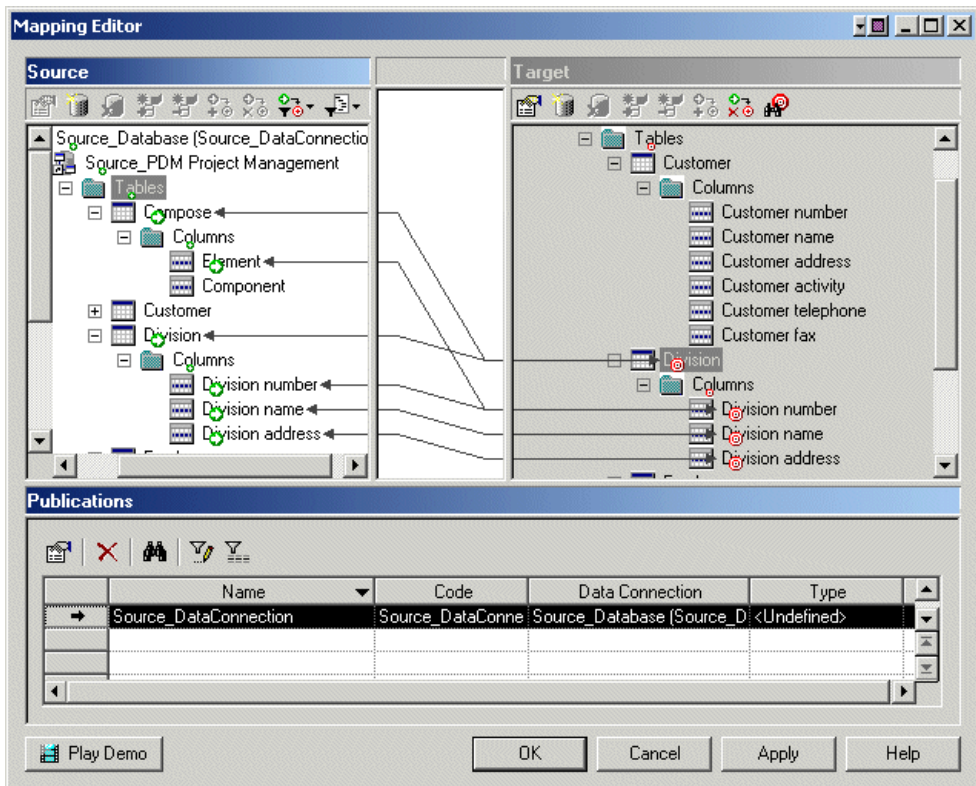 Mapping Editor
Source
Target
Source_Database (Source_DataConnectio
Source_PDM Project Management
Tables
Compose
Columns
Element
Component
Customer
Division
Columns
Division number
Division name
Division address
Tables
Customer
Columns
Customer number
Customer name
Customer address
Customer activity
Customer telephone
Customer fax
Division
Columns
Division number
Division name
Division address
Publications
Name Code Data Connection Type
Source_DataConnection Source_DataConne Source_Database (Source_D <Undefined>
Play Demo OK Cancel Apply Help